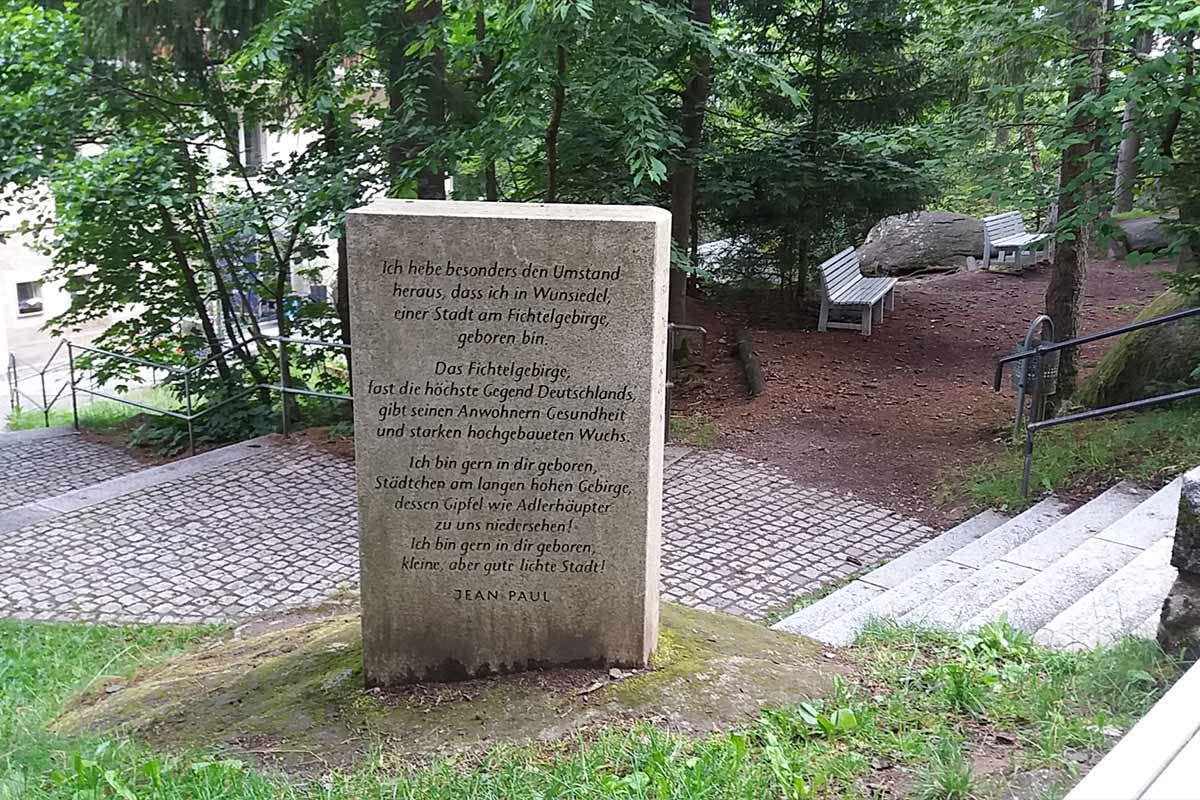 Ich hebe besonders den Umstand
heraus, dass ich in Wunsiedel,
einer Stadt am Fichtelgebirge,
geboren bin.
Das Fichtelgebirge,
fast die höchste Gegend Deutschlands,
gibt seinen Anwohnern Gesundheit
und starken hochgebaueten Wuchs.
Ich bin gern in dir geboren,
Städtchen am langen hohen Gebirge,
dessen Gipfel wie Adlerhäupter
zu uns niedersehen!
Ich bin gern in dir geboren,
kleine, aber gute lichte Stadt!
JEAN PAUL